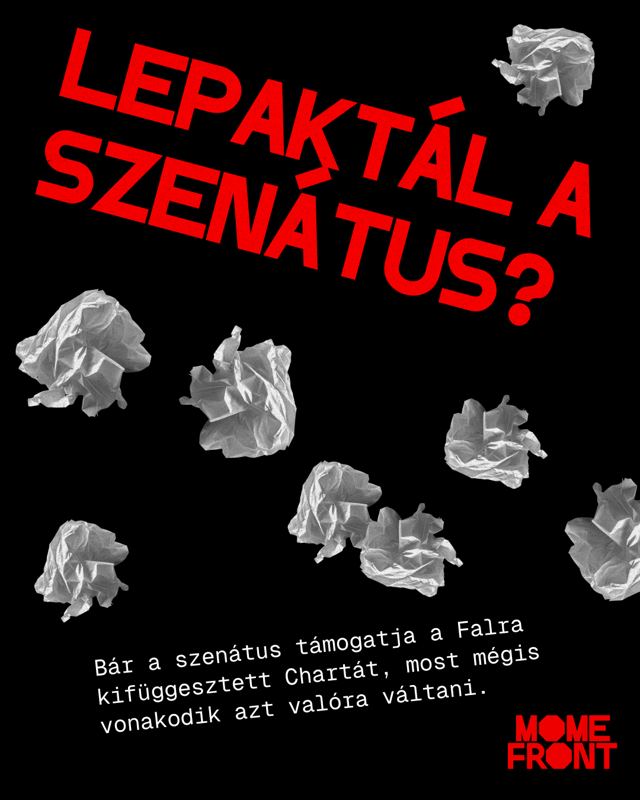 LEPAKTÁL A
SZENÁTUS?
Bár a szenátus támogatja a Falra
kifüggesztett Chartát, most mégis
vonakodik azt valóra váltani.
MOME
FRONT